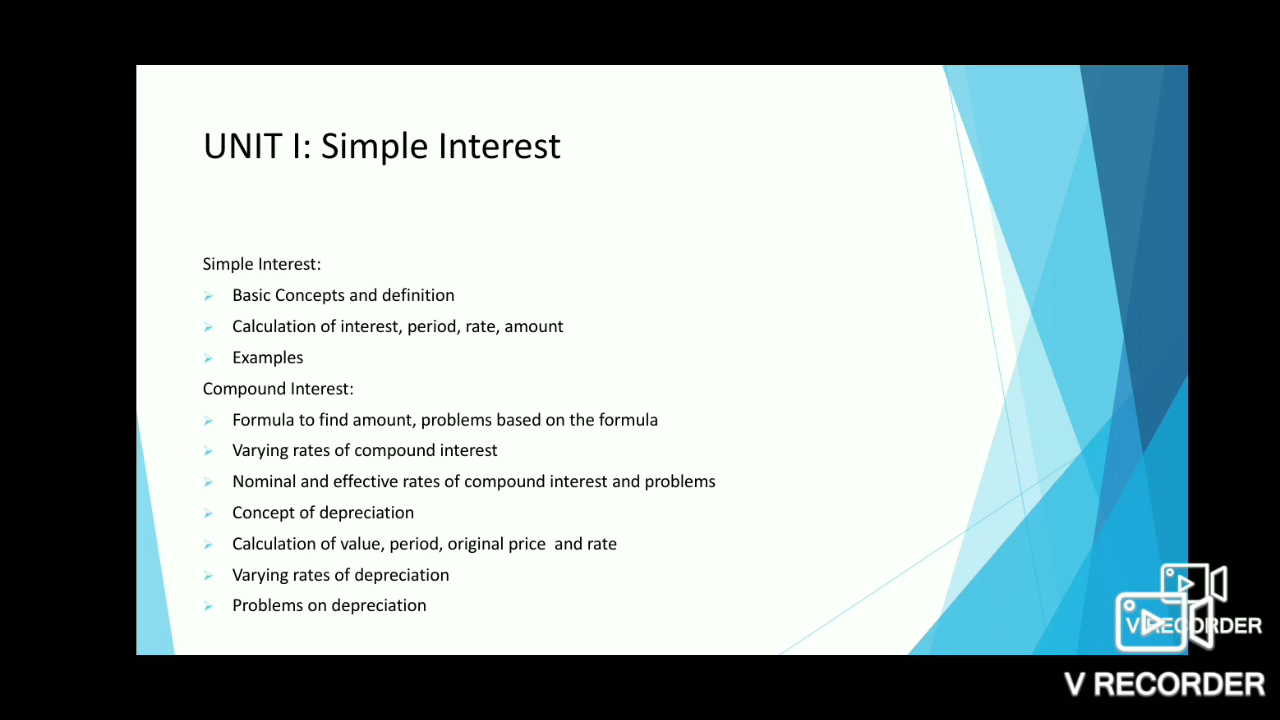 UNIT I: Simple Interest
Simple Interest:
Basic Concepts and definition
Calculation of interest, period, rate, amount
Examples
Compound Interest:
Formula to find amount, problems based on the formula
Varying rates of compound interest
Nominal and effective rates of compound interest and problems
Concept of depreciation
Calculation of value, period, original price  and rate
Varying rates of depreciation
Problems on depreciation
V RECORDER
V RECORDER